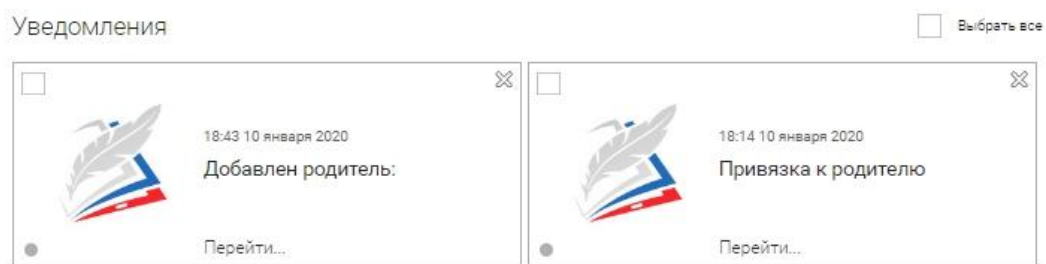 Уведомления
Выбрать все
18:43 10 января 2020
Добавлен родитель:
Перейти...
18:14 10 января 2020
Привязка к родителю
Перейти...